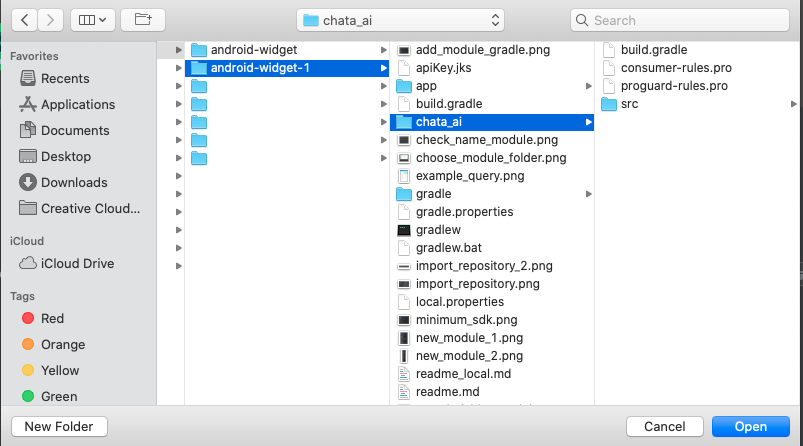 chata_ai
Search
Favorites
Recents
Applications
Documents
Desktop
Downloads
Creative Cloud...
iCloud
iCloud Drive
Tags
Red
Orange
Yellow
Green
android-widget
android-widget-1
add_module_gradle.png
apiKey.jks
app
build.gradle
chata_ai
check_name_module.png
choose_module_folder.png
example_query.png
gradle
gradle.properties
gradlew
gradlew.bat
import_repository_2.png
import_repository.png
local.properties
minimum_sdk.png
new_module_1.png
new_module_2.png
readme_local.md
readme.md
build.gradle
consumer-rules.pro
proguard-rules.pro
src
New Folder
Cancel
Open